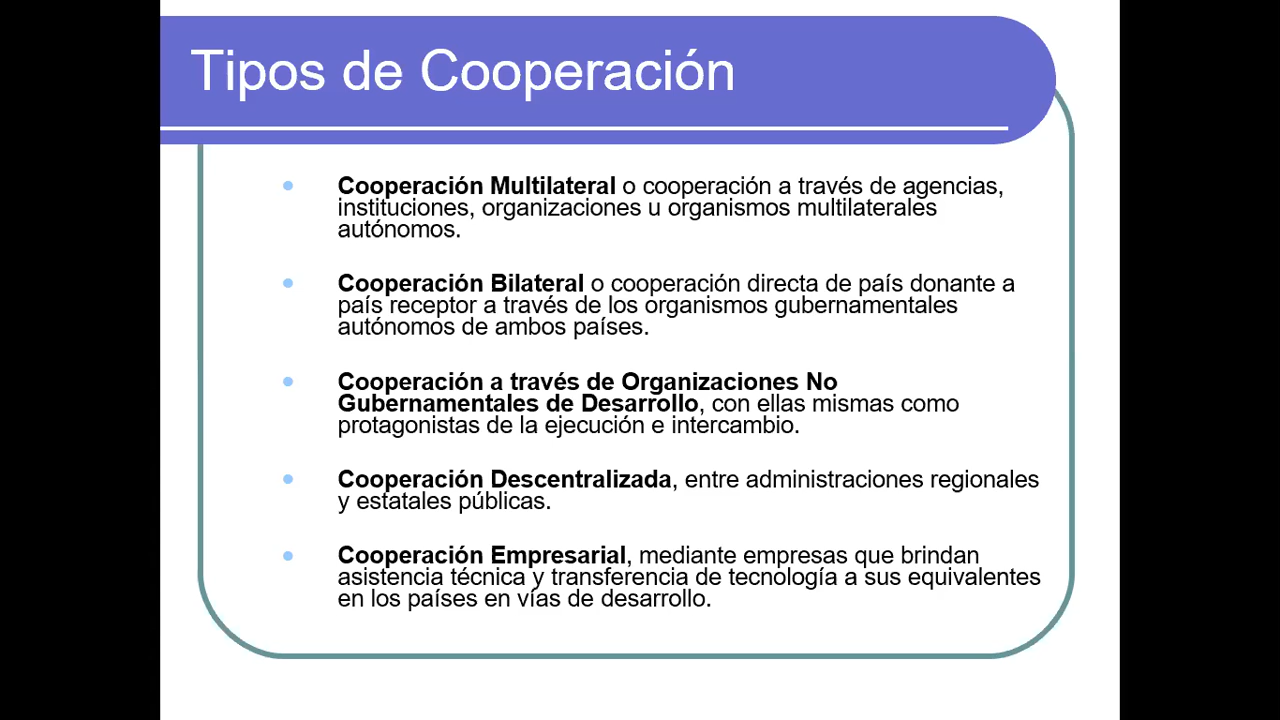 Tipos de Cooperación
Cooperación Multilateral o cooperación a través de agencias,
instituciones, organizaciones u organismos multilaterales
autónomos.
Cooperación Bilateral o cooperación directa de país donante a
país receptor a través de los organismos gubernamentales
autónomos de ambos países.
Cooperación a través de Organizaciones No
Gubernamentales de Desarrollo, con ellas mismas como
protagonistas de la ejecución e intercambio.
Cooperación Descentralizada, entre administraciones regionales
y estatales públicas.
Cooperación Empresarial, mediante empresas que brindan
asistencia técnica y transferencia de tecnología a sus equivalentes
en los países en vías de desarrollo.